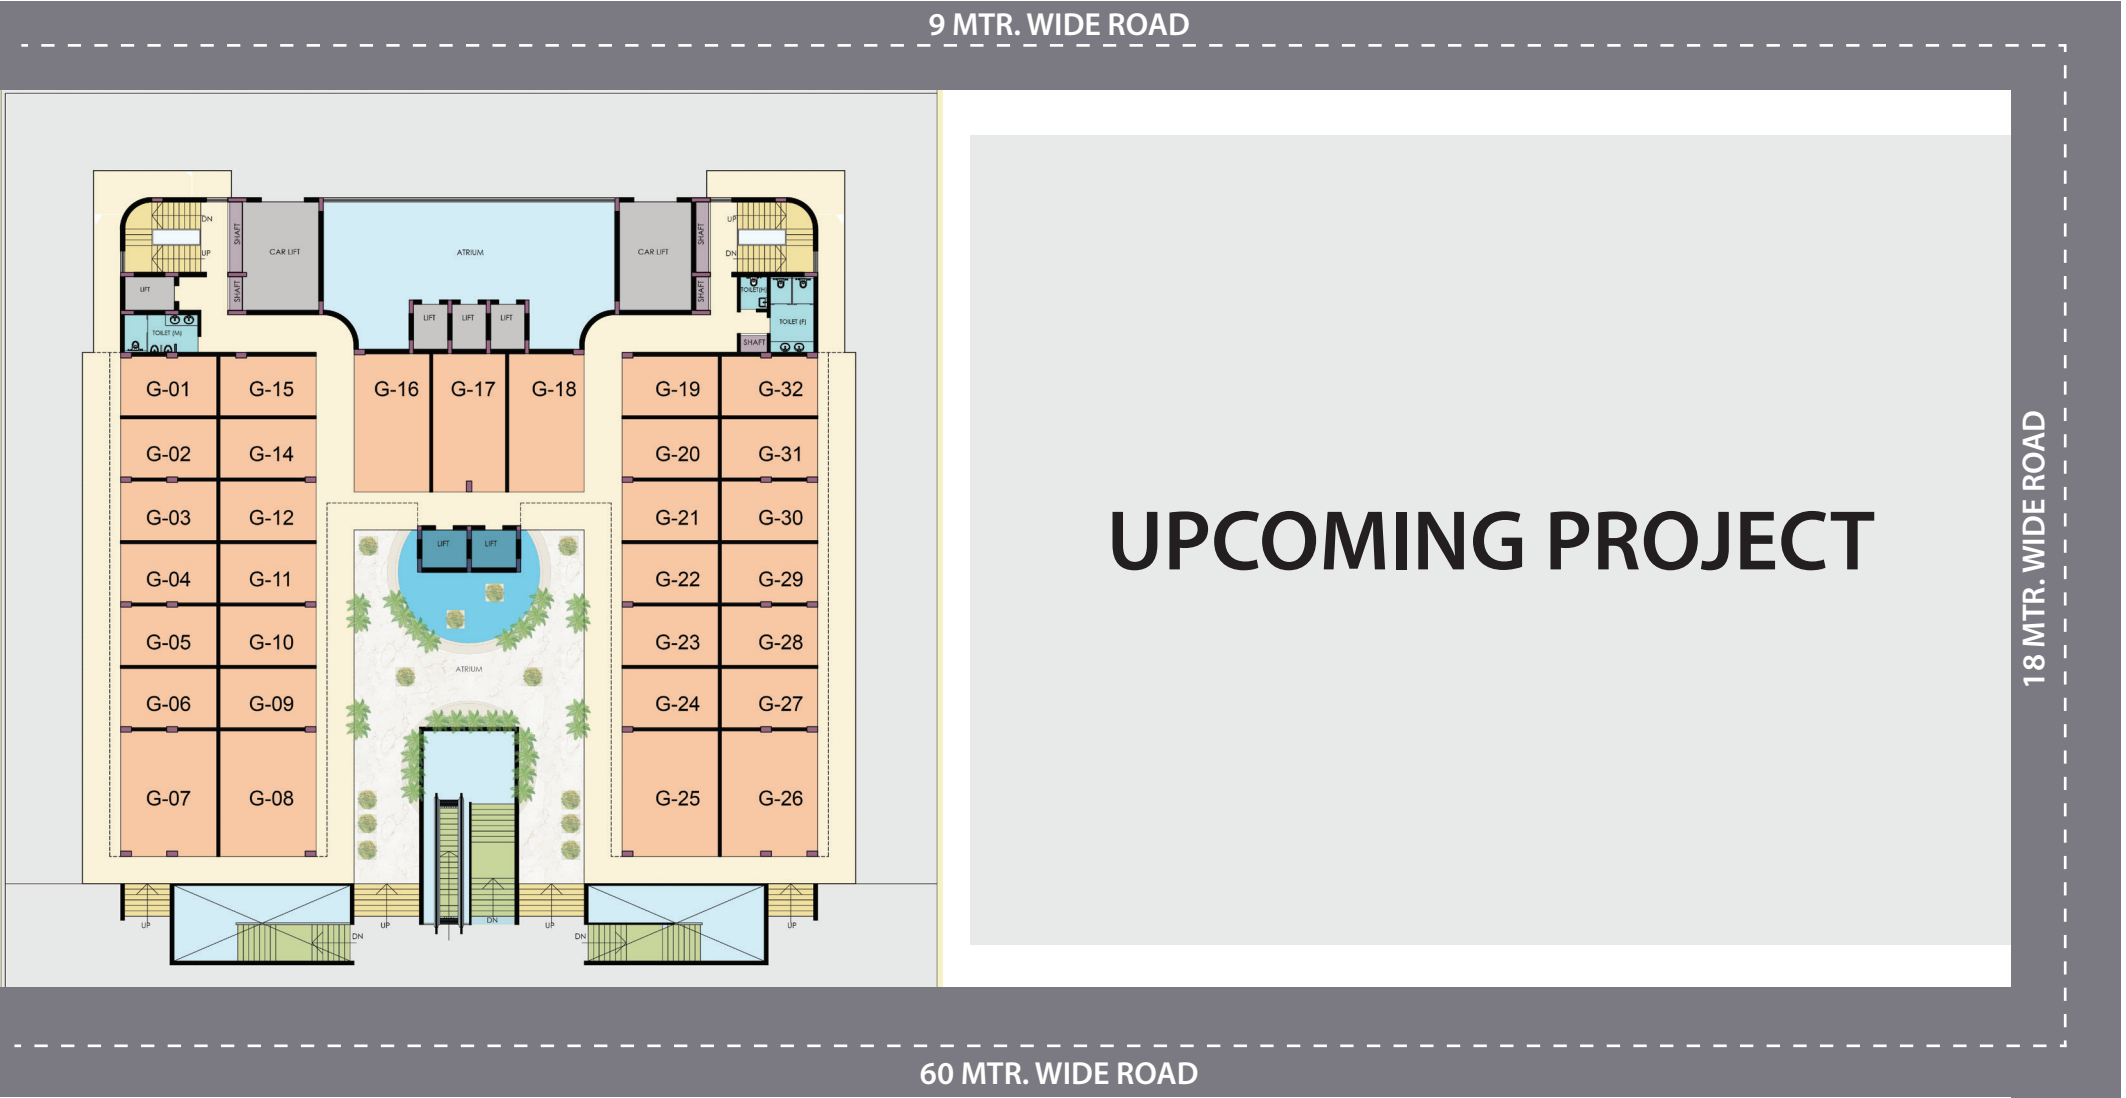 9 MTR. WIDE ROAD
DN
UP
SHAFT
SHAFT
CAR LIFT
ATRIUM
CAR LIFT
SHAFT
SHAFT
UP
DN
LIFT
TOILET (M)
LIFT
LIFT
LIFT
TOILET(H)
TOILET (F)
SHAFT
G-01
G-15
G-16
G-17
G-18
G-19
G-32
G-02
G-14
G-20
G-31
G-03
G-12
G-21
G-30
LIFT
LIFT
G-04
G-11
G-22
G-29
G-05
G-10
G-23
G-28
ATRIUM
G-06
G-09
G-24
G-27
G-07
G-08
G-25
G-26
UP
DN
UP
DN
UP
DN
UP
UPCOMING PROJECT
18 MTR. WIDE ROAD
60 MTR. WIDE ROAD